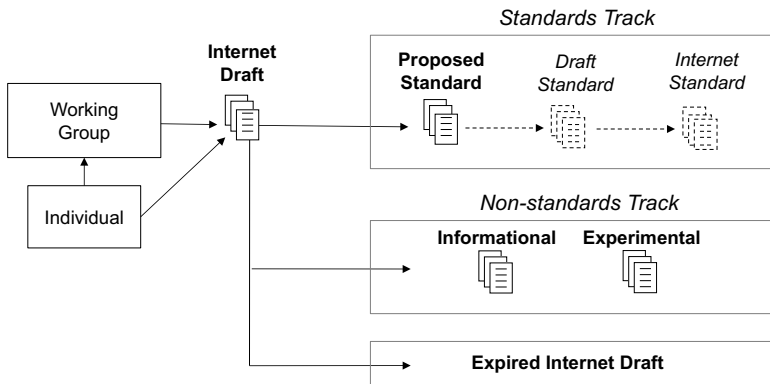 Standards Track
Internet
Draft
Proposed
Standard
Draft
Standard
Internet
Standard
Working
Group
Individual
Non-standards Track
Informational
Experimental
Expired Internet Draft